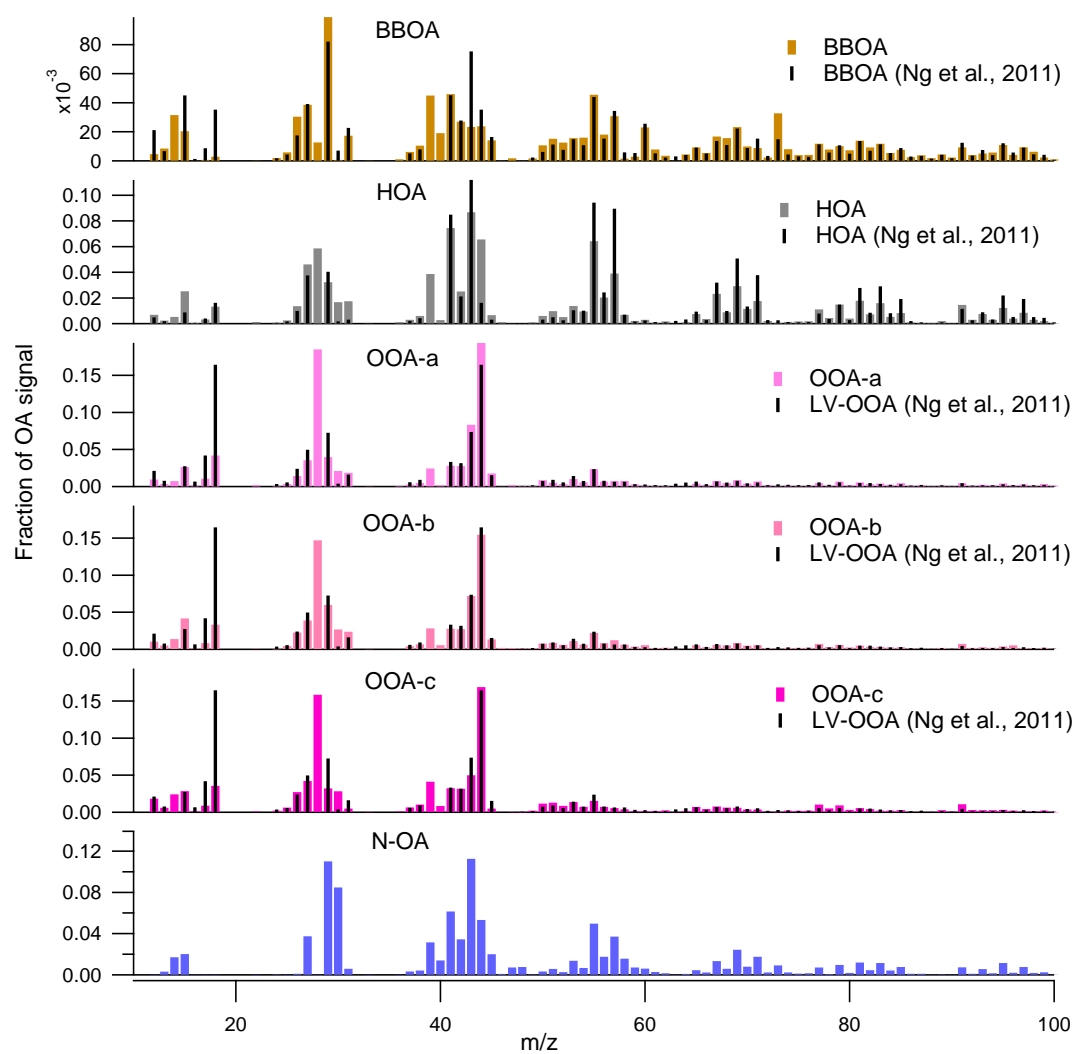 Fraction of OA signal
x10-3
BBOA
BBOA
BBOA (Ng et al., 2011)
80
60
40
20
0
HOA
HOA
HOA (Ng et al., 2011)
0.10
0.08
0.06
0.04
0.02
0.00
OOA-a
OOA-a
LV-OOA (Ng et al., 2011)
0.15
0.10
0.05
0.00
OOA-b
OOA-b
LV-OOA (Ng et al., 2011)
0.15
0.10
0.05
0.00
OOA-c
OOA-c
LV-OOA (Ng et al., 2011)
0.15
0.10
0.05
0.00
N-OA
0.12
0.08
0.04
0.00
20 40 60 80 100
m/z